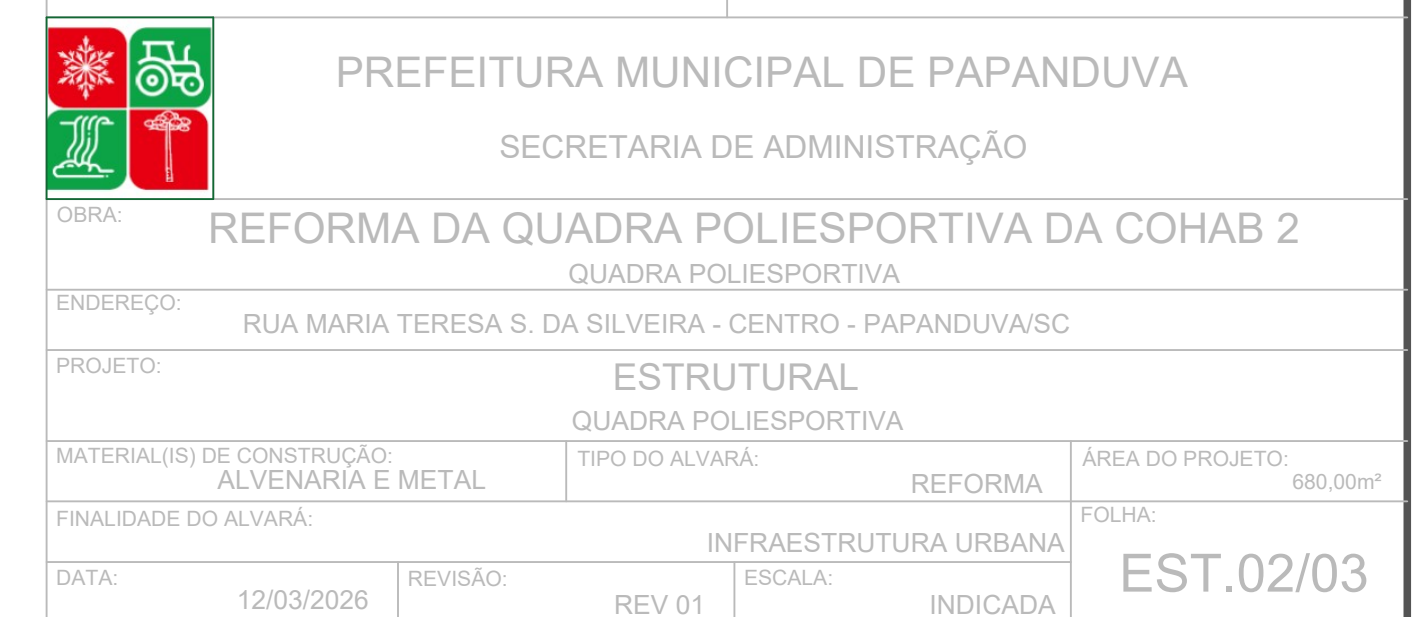 PREFEITURA MUNICIPAL DE PAPANDUVA
SECRETARIA DE ADMINISTRAÇÃO
OBRA:
REFORMA DA QUADRA POLIESPORTIVA DA COHAB 2
QUADRA POLIESPORTIVA
ENDEREÇO:
RUA MARIA TERESA S. DA SILVEIRA - CENTRO - PAPANDUVA/SC
PROJETO:
ESTRUTURAL
QUADRA POLIESPORTIVA
MATERIAL(IS) DE CONSTRUÇÃO:
ALVENARIA E METAL
TIPO DO ALVARÁ:
REFORMA
ÁREA DO PROJETO:
680,00m²
FINALIDADE DO ALVARÁ:
INFRAESTRUTURA URBANA
FOLHA:
EST.02/03
DATA:
12/03/2026
REVISÃO:
REV 01
ESCALA:
INDICADA